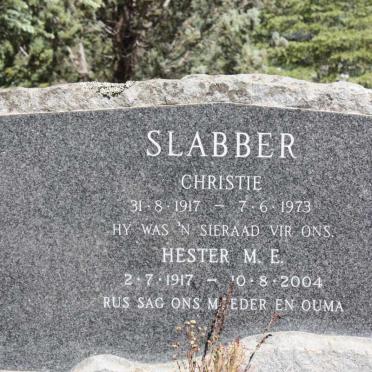 SLABBER
CHRISTIE
31·8·1917 – 7·6·1973
HY WAS 'N SIERAAD VIR ONS.
HESTER M. E.
2·7·1917 – 10·8·2004
RUS SAG ONS MOEDER EN OUMA